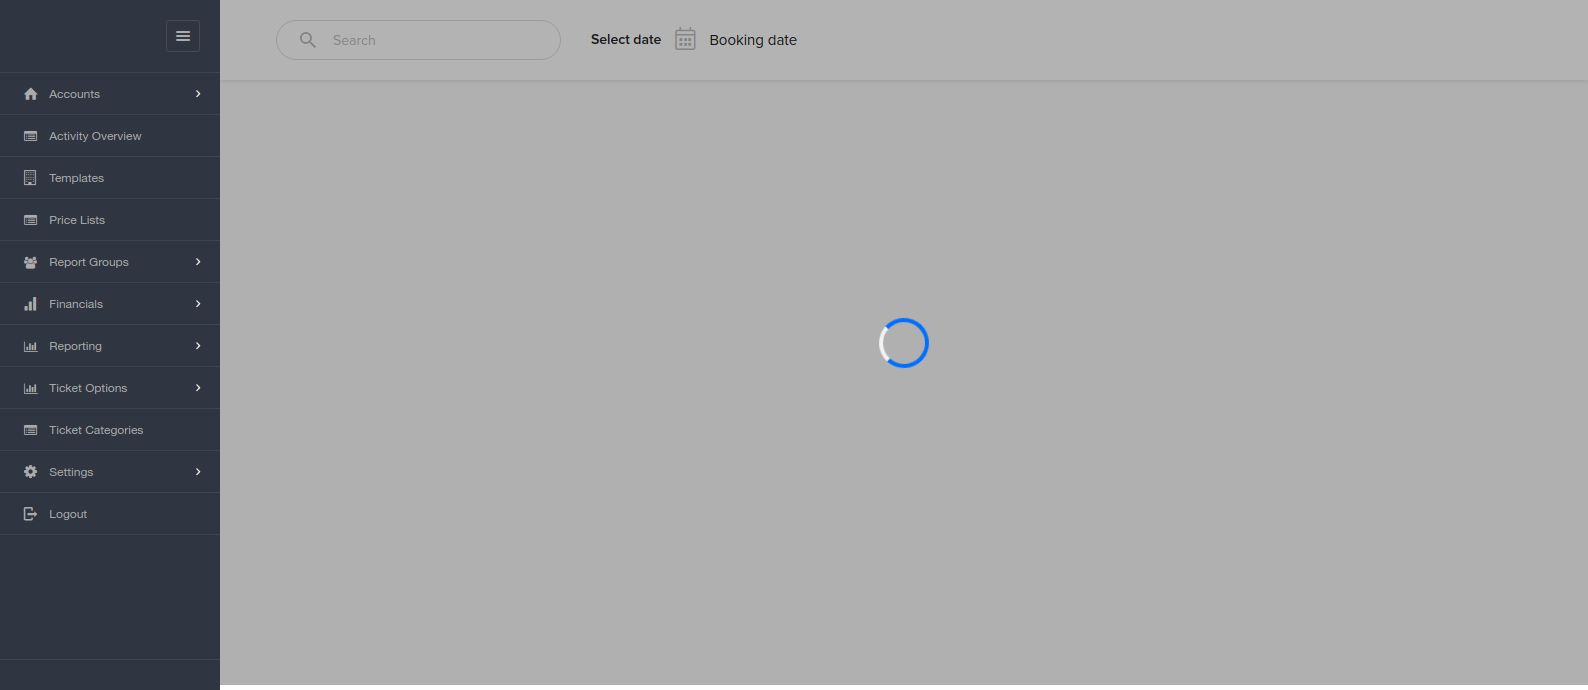 Search
Select date
Booking date
Accounts
Activity Overview
Templates
Price Lists
Report Groups
Financials
Reporting
Ticket Options
Ticket Categories
Settings
Logout